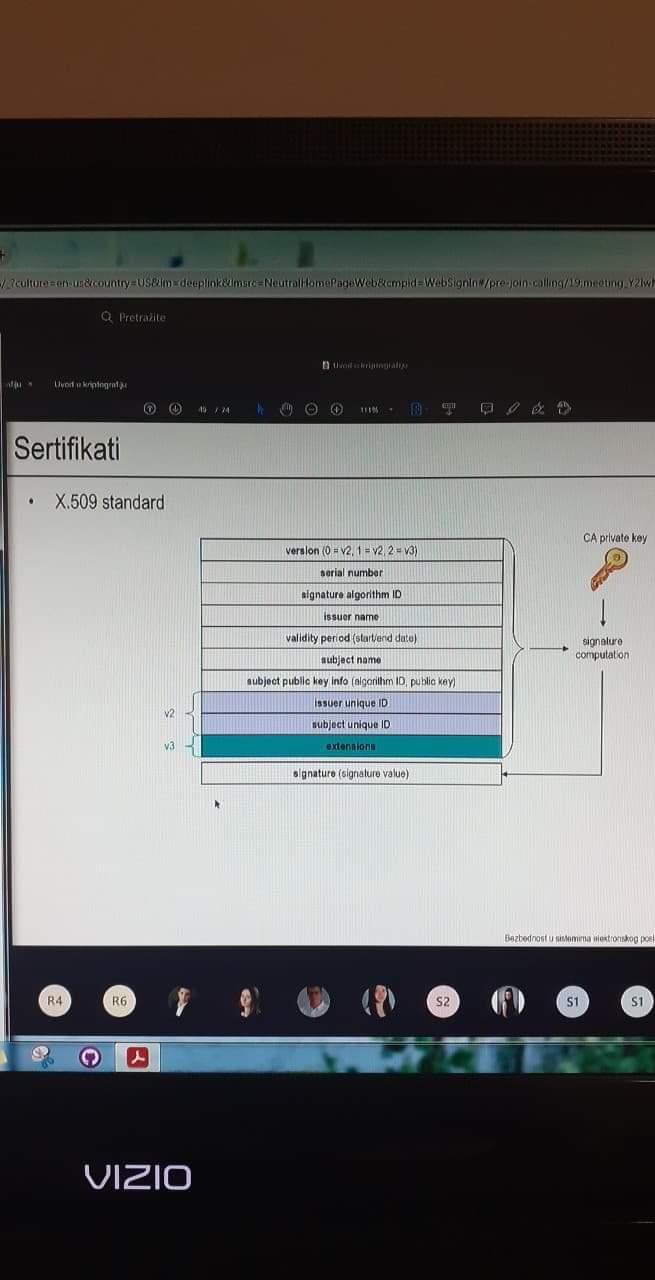 /_?culture=en-us&country=US&lm=deeplink&lmsrc=NeutralHomePageWeb&cmpid=WebSignIn#/pre-join-calling/19:meeting_Y2Iwl
Pretražite
Uvod u kriptografiju
afiju × Uvod u kriptografiju
49 / 74 111%
Sertifikati
• X.509 standard
CA private key
version (0 = v2, 1 = v2, 2 = v3)
serial number
signature algorithm ID
issuer name
validity period (start/end date)
subject name
subject public key info (algorithm ID, public key)
signature
computation
issuer unique ID
v2
subject unique ID
v3
extensions
signature (signature value)
Bezbednost u sistemima elektronskog posl
R4 R6 S2 S1 S1
VIZIO